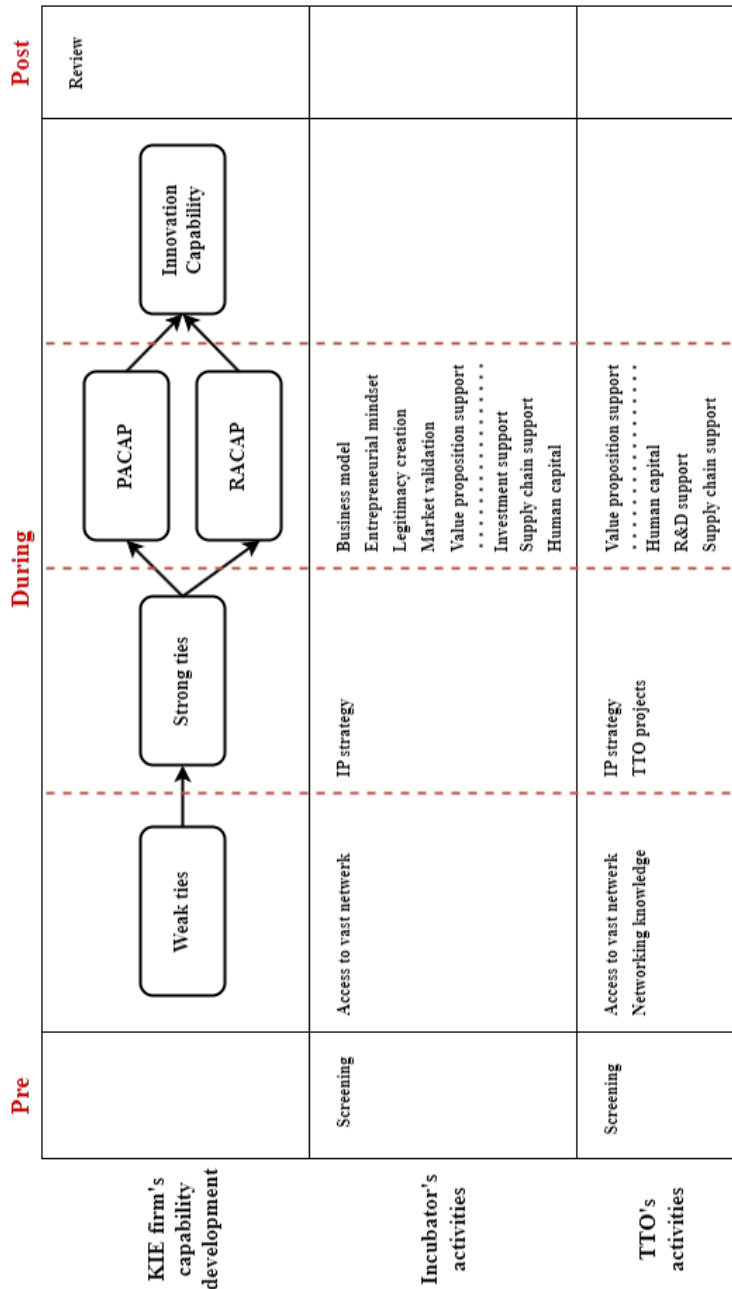 Pre
During
Post
KIE firm's
capability
development
Weak ties
Strong ties
PACAP
RACAP
Innovation
Capability
Review
Incubator's
activities
Screening
Access to vast netwerk
IP strategy
Business model
Entrepreneurial mindset
Legitimacy creation
Market validation
Value proposition support
Investment support
Supply chain support
Human capital
TTO's
activities
Screening
Access to vast netwerk
Networking knowledge
IP strategy
TTO projects
Value proposition support
Human capital
R&D support
Supply chain support